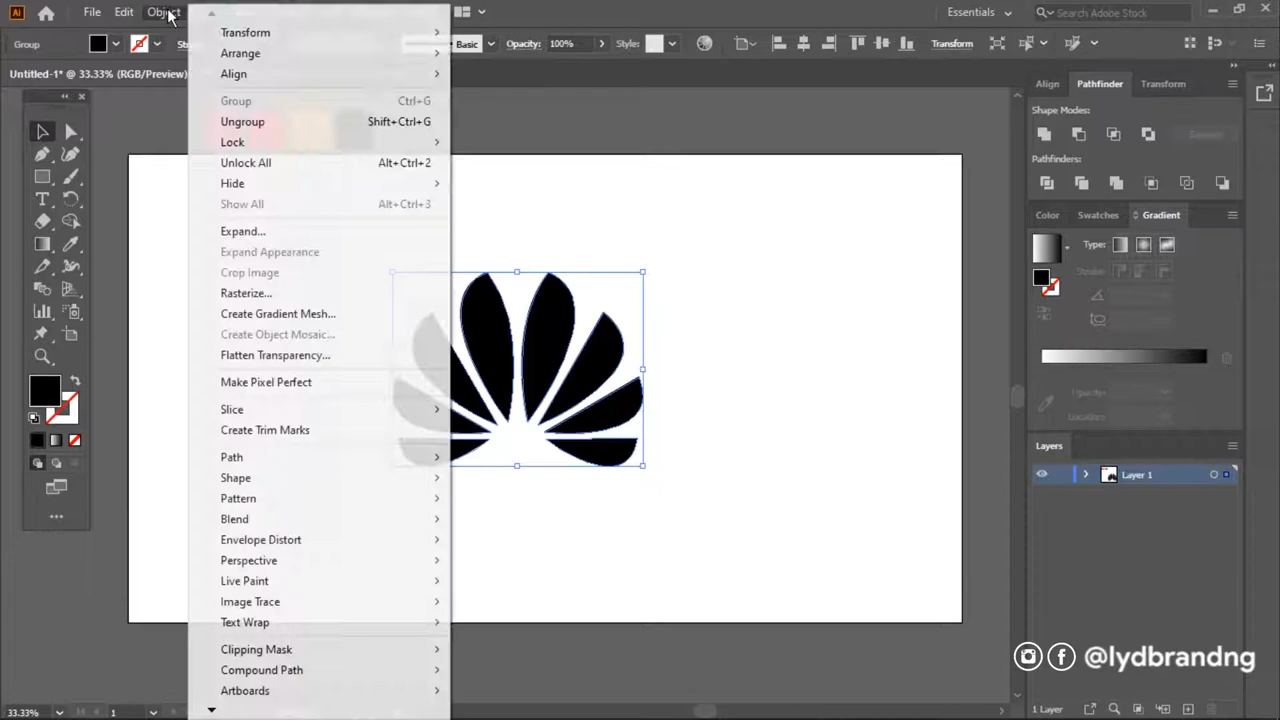 Ai File Edit Object Essentials Search Adobe Stock
Group Basic Opacity: 100% Style: Transform
Untitled-1* @ 33.33% (RGB/Preview)
Transform
Arrange
Align
Group Ctrl+G
Ungroup Shift+Ctrl+G
Lock
Unlock All Alt+Ctrl+2
Hide
Show All Alt+Ctrl+3
Expand...
Expand Appearance
Crop Image
Rasterize...
Create Gradient Mesh...
Create Object Mosaic...
Flatten Transparency...
Make Pixel Perfect
Slice
Create Trim Marks
Path
Shape
Pattern
Blend
Envelope Distort
Perspective
Live Paint
Image Trace
Text Wrap
Clipping Mask
Compound Path
Artboards
Align Pathfinder Transform
Shape Modes:
Pathfinders:
Color Swatches Gradient
Type:
Stroke:
Opacity:
Location:
Layers
Layer 1
@lydbrandng
33.33% 1 1 Layer